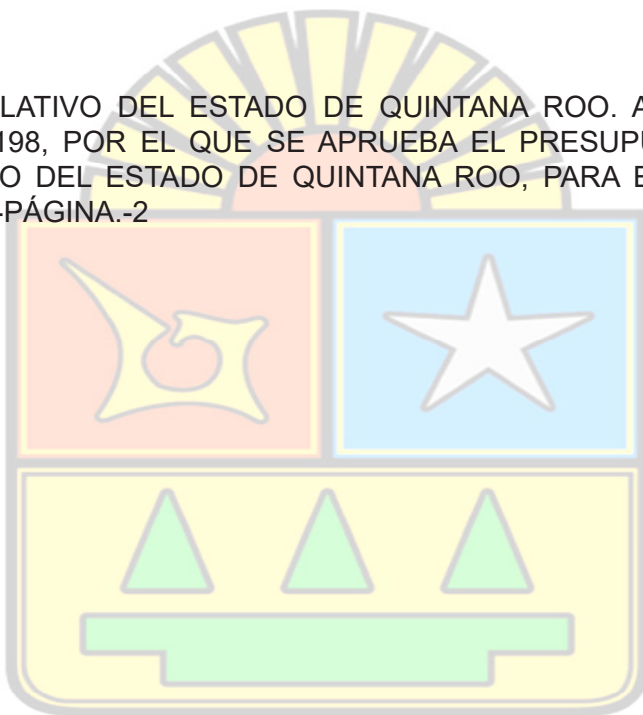 LATIVO DEL ESTADO DE QUINTANA ROO. A
198, POR EL QUE SE APRUEBA EL PRESUPU
O DEL ESTADO DE QUINTANA ROO, PARA E
-PÁGINA.-2